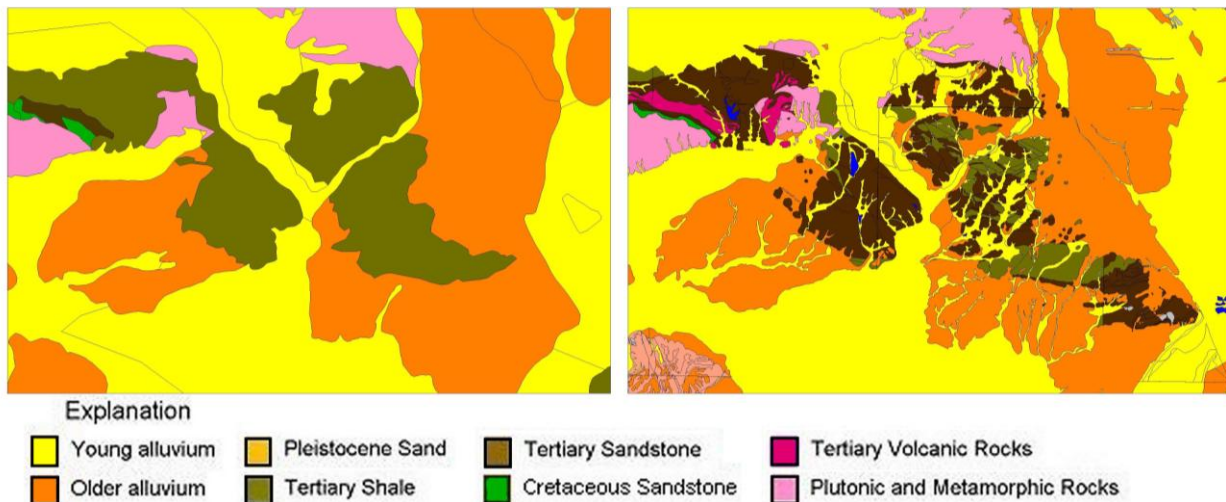 Explanation
Young alluvium Pleistocene Sand Tertiary Sandstone Tertiary Volcanic Rocks
Older alluvium Tertiary Shale Cretaceous Sandstone Plutonic and Metamorphic Rocks